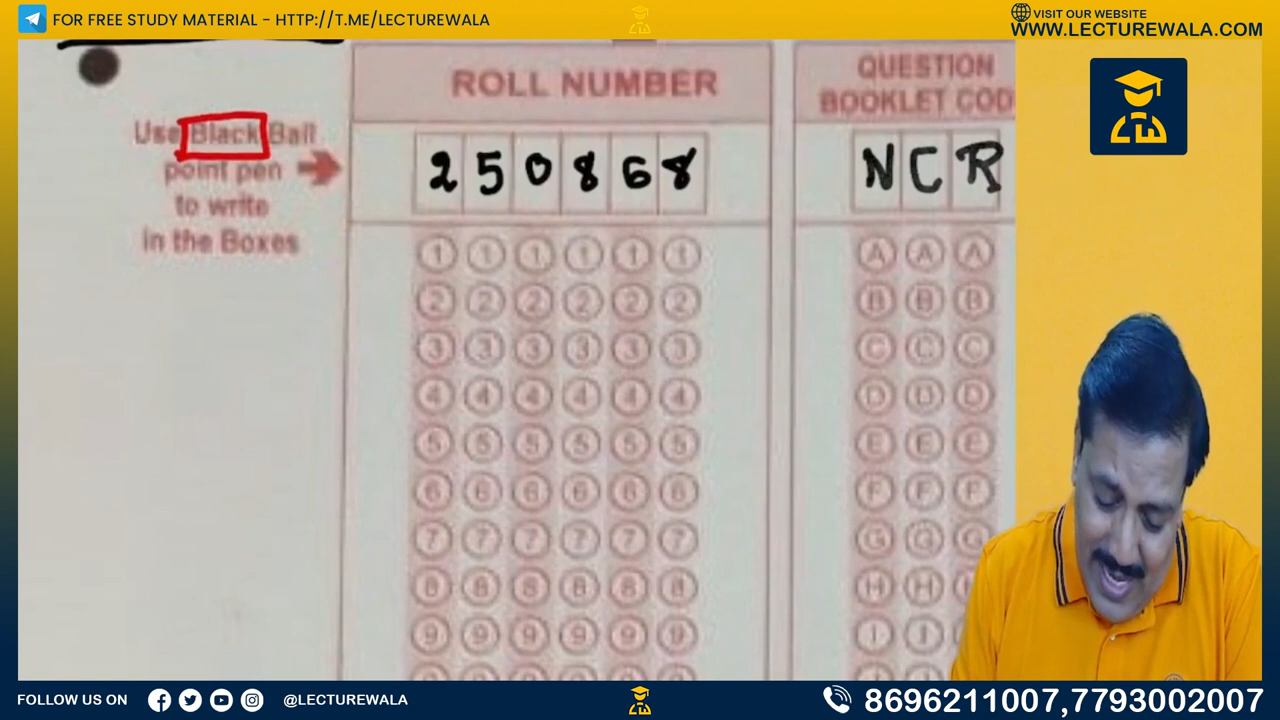 FOR FREE STUDY MATERIAL - HTTP://T.ME/LECTUREWALA
VISIT OUR WEBSITE
WWW.LECTUREWALA.COM
Use Black Ball
point pen
to write
in the Boxes
ROLL NUMBER
2 5 0 8 6 8
1 1 1 1 1 1
2 2 2 2 2 2
3 3 3 3 3 3
4 4 4 4 4 4
5 5 5 5 5 5
6 6 6 6 6 6
7 7 7 7 7 7
8 8 8 8 8 8
9 9 9 9 9 9
QUESTION
BOOKLET COD
N C R
A A A
B B B
C C C
D D D
E E E
F F F
G G G
H H
I I
FOLLOW US ON
@LECTUREWALA
8696211007,7793002007